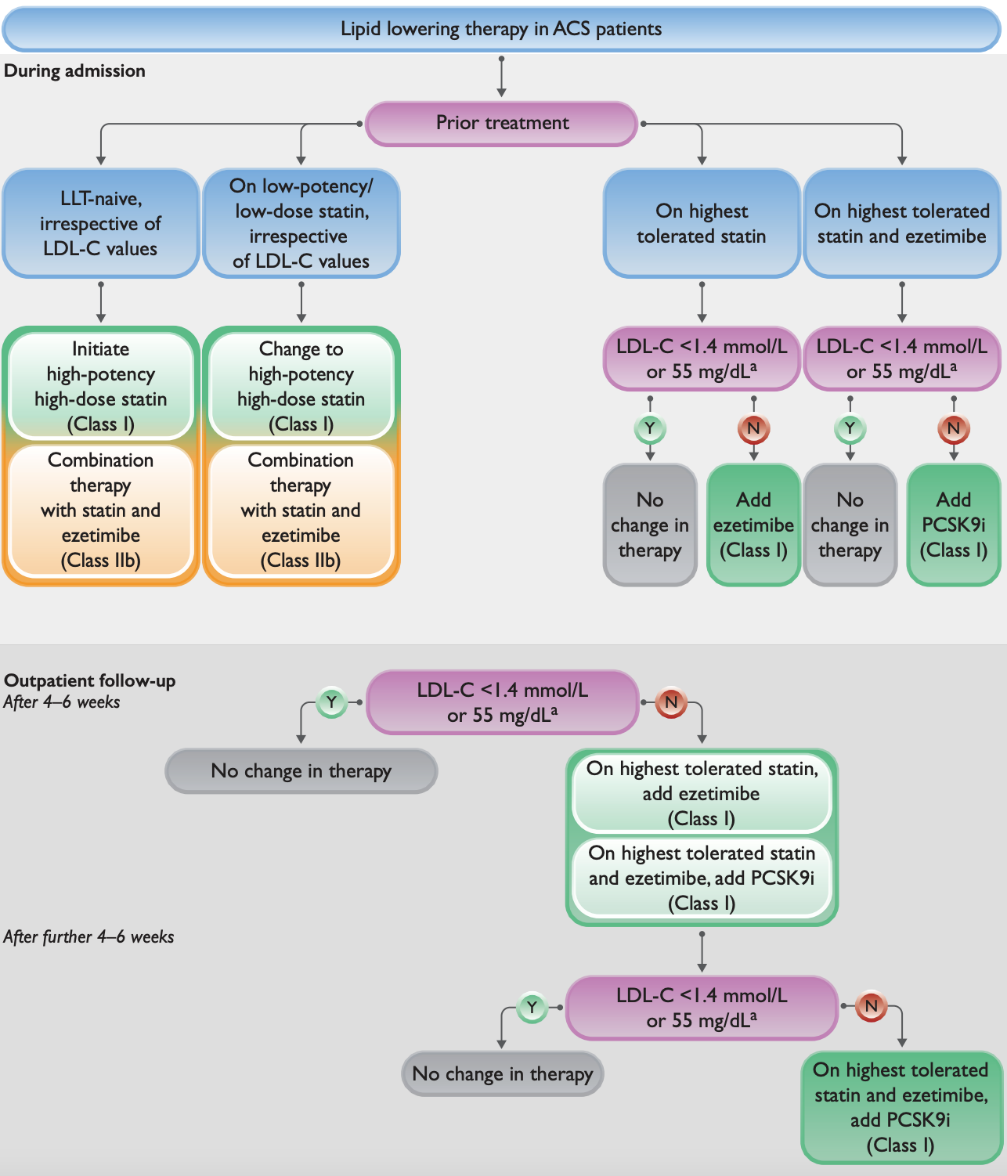 Lipid lowering therapy in ACS patients
During admission
Prior treatment
LLT-naive,
irrespective of
LDL-C values
On low-potency/
low-dose statin,
irrespective
of LDL-C values
On highest
tolerated statin
On highest tolerated
statin and ezetimibe
Initiate
high-potency
high-dose statin
(Class I)
Combination
therapy
with statin and
ezetimibe
(Class IIb)
Change to
high-potency
high-dose statin
(Class I)
Combination
therapy
with statin and
ezetimibe
(Class IIb)
LDL-C <1.4 mmol/L
or 55 mg/dLᵃ
Y
N
No
change in
therapy
Add
ezetimibe
(Class I)
LDL-C <1.4 mmol/L
or 55 mg/dLᵃ
Y
N
No
change in
therapy
Add
PCSK9i
(Class I)
Outpatient follow-up
After 4–6 weeks
LDL-C <1.4 mmol/L
or 55 mg/dLᵃ
Y
N
No change in therapy
On highest tolerated statin,
add ezetimibe
(Class I)
On highest tolerated statin
and ezetimibe, add PCSK9i
(Class I)
After further 4–6 weeks
LDL-C <1.4 mmol/L
or 55 mg/dLᵃ
Y
N
No change in therapy
On highest tolerated
statin and ezetimibe,
add PCSK9i
(Class I)